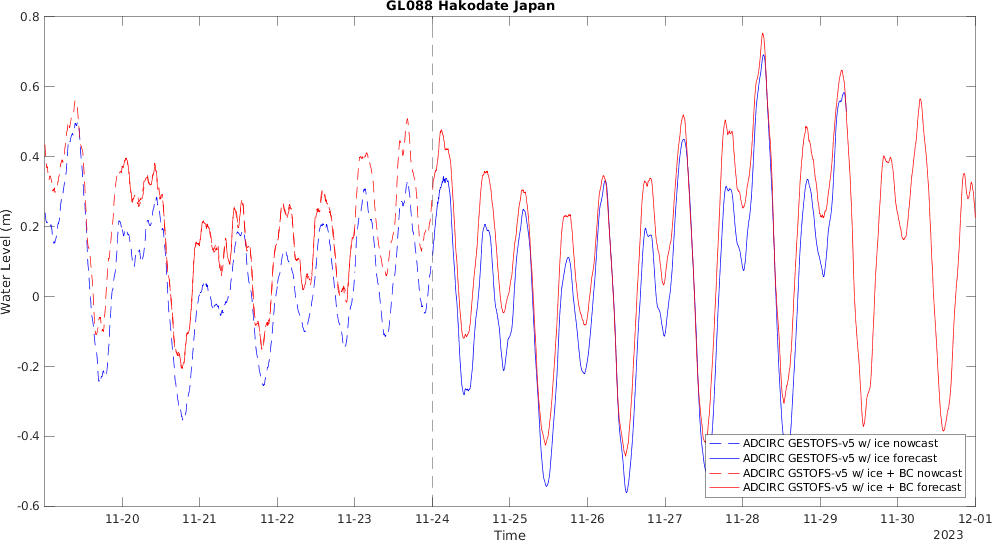 GL088 Hakodate Japan
0.8
0.6
0.4
0.2
0
-0.2
-0.4
-0.6
Water Level (m)
ADCIRC GESTOFS-v5 w/ ice nowcast
ADCIRC GESTOFS-v5 w/ ice forecast
ADCIRC GSTOFS-v5 w/ ice + BC nowcast
ADCIRC GSTOFS-v5 w/ ice + BC forecast
11-20 11-21 11-22 11-23 11-24 11-25 11-26 11-27 11-28 11-29 11-30 12-01
Time
2023